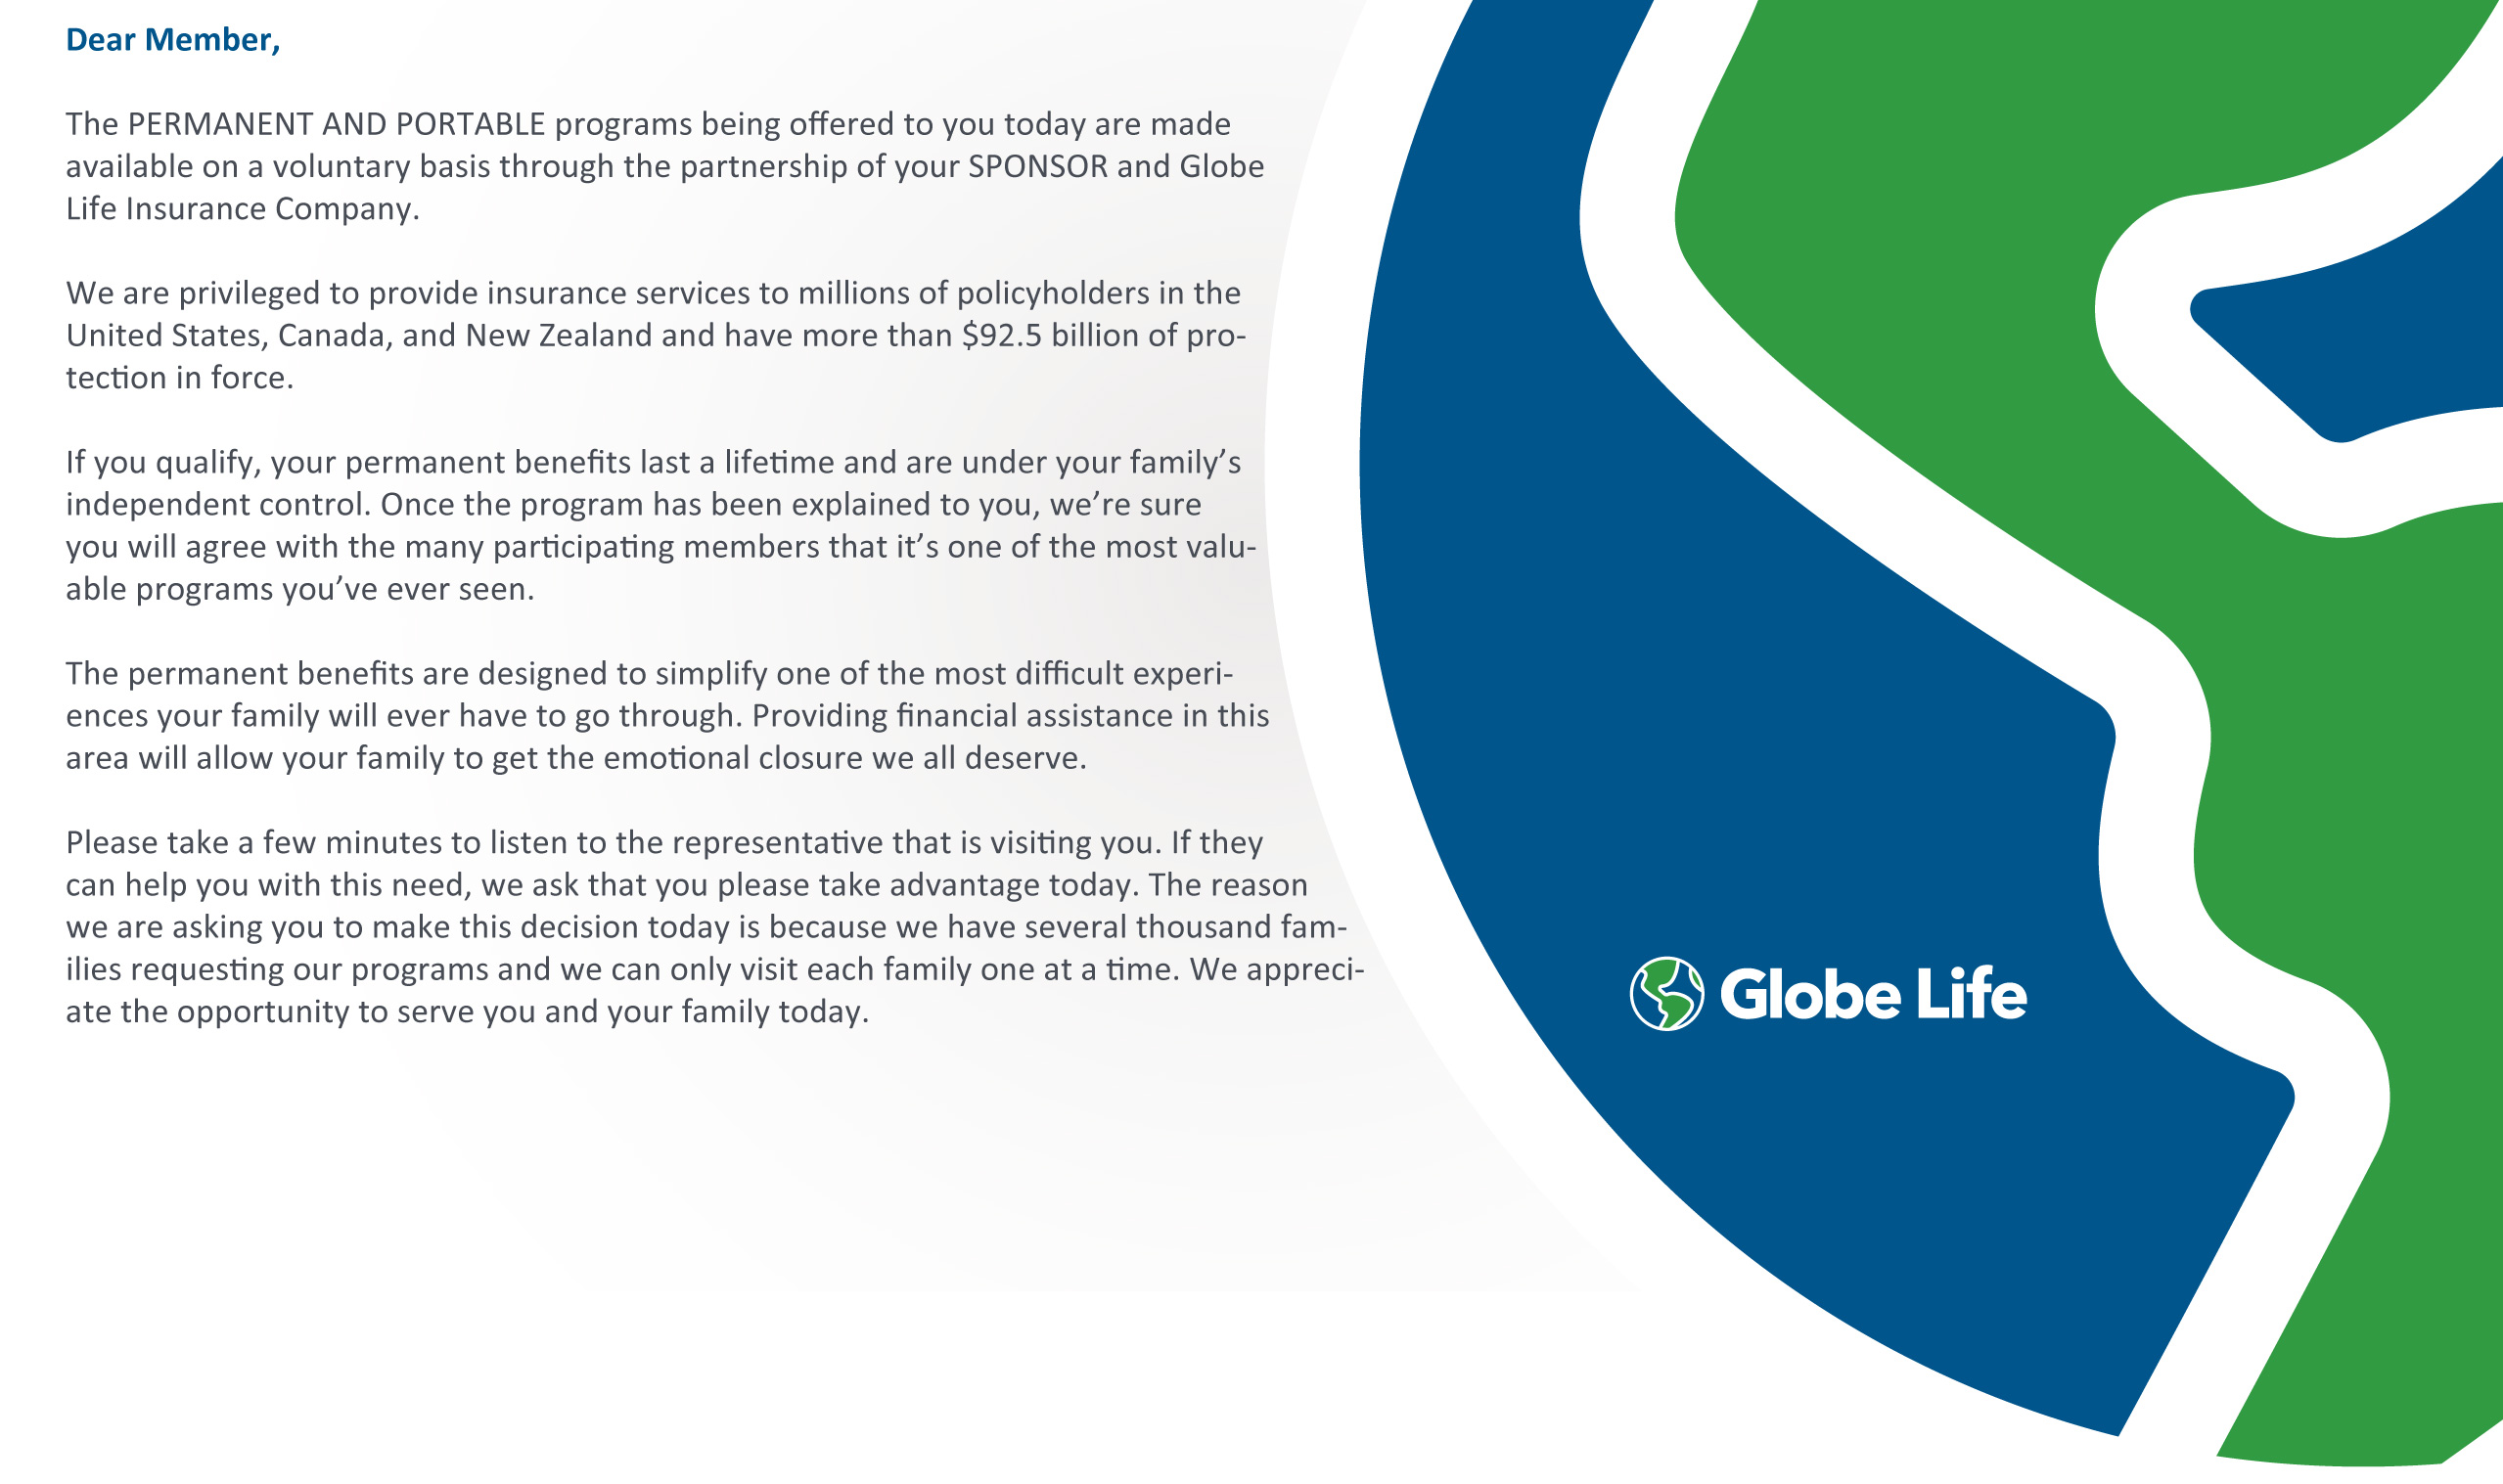 Dear Member,
The PERMANENT AND PORTABLE programs being offered to you today are made
available on a voluntary basis through the partnership of your SPONSOR and Globe
Life Insurance Company.
We are privileged to provide insurance services to millions of policyholders in the
United States, Canada, and New Zealand and have more than $92.5 billion of pro-
tection in force.
If you qualify, your permanent benefits last a lifetime and are under your family’s
independent control. Once the program has been explained to you, we’re sure
you will agree with the many participating members that it’s one of the most valu-
able programs you’ve ever seen.
The permanent benefits are designed to simplify one of the most difficult experi-
ences your family will ever have to go through. Providing financial assistance in this
area will allow your family to get the emotional closure we all deserve.
Please take a few minutes to listen to the representative that is visiting you. If they
can help you with this need, we ask that you please take advantage today. The reason
we are asking you to make this decision today is because we have several thousand fam-
ilies requesting our programs and we can only visit each family one at a time. We appreci-
ate the opportunity to serve you and your family today.
Globe Life